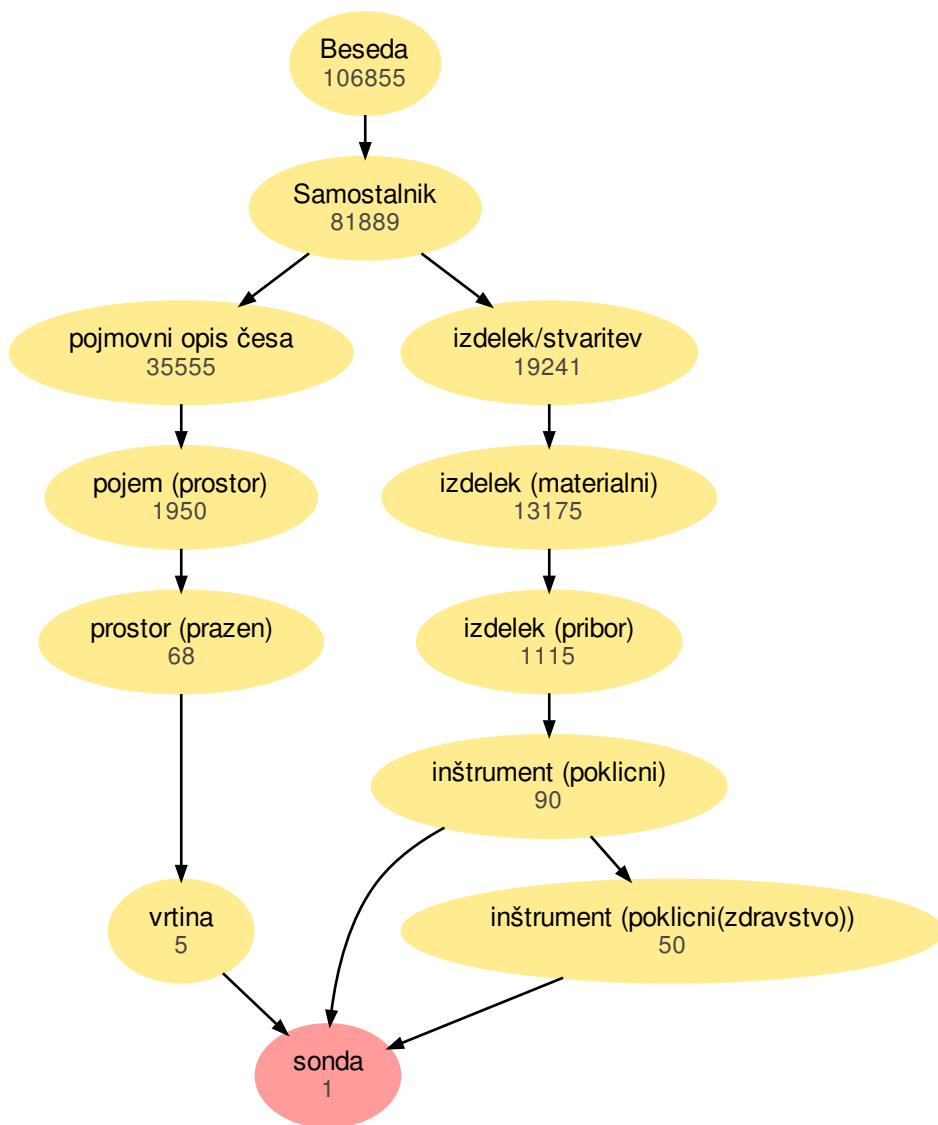 Beseda
106855
Samostalnik
81889
pojmovni opis česa
35555
izdelek/stvaritev
19241
pojem (prostor)
1950
izdelek (materialni)
13175
prostor (prazen)
68
izdelek (pribor)
1115
inštrument (poklicni)
90
vrtina
5
inštrument (poklicni(zdravstvo))
50
sonda
1